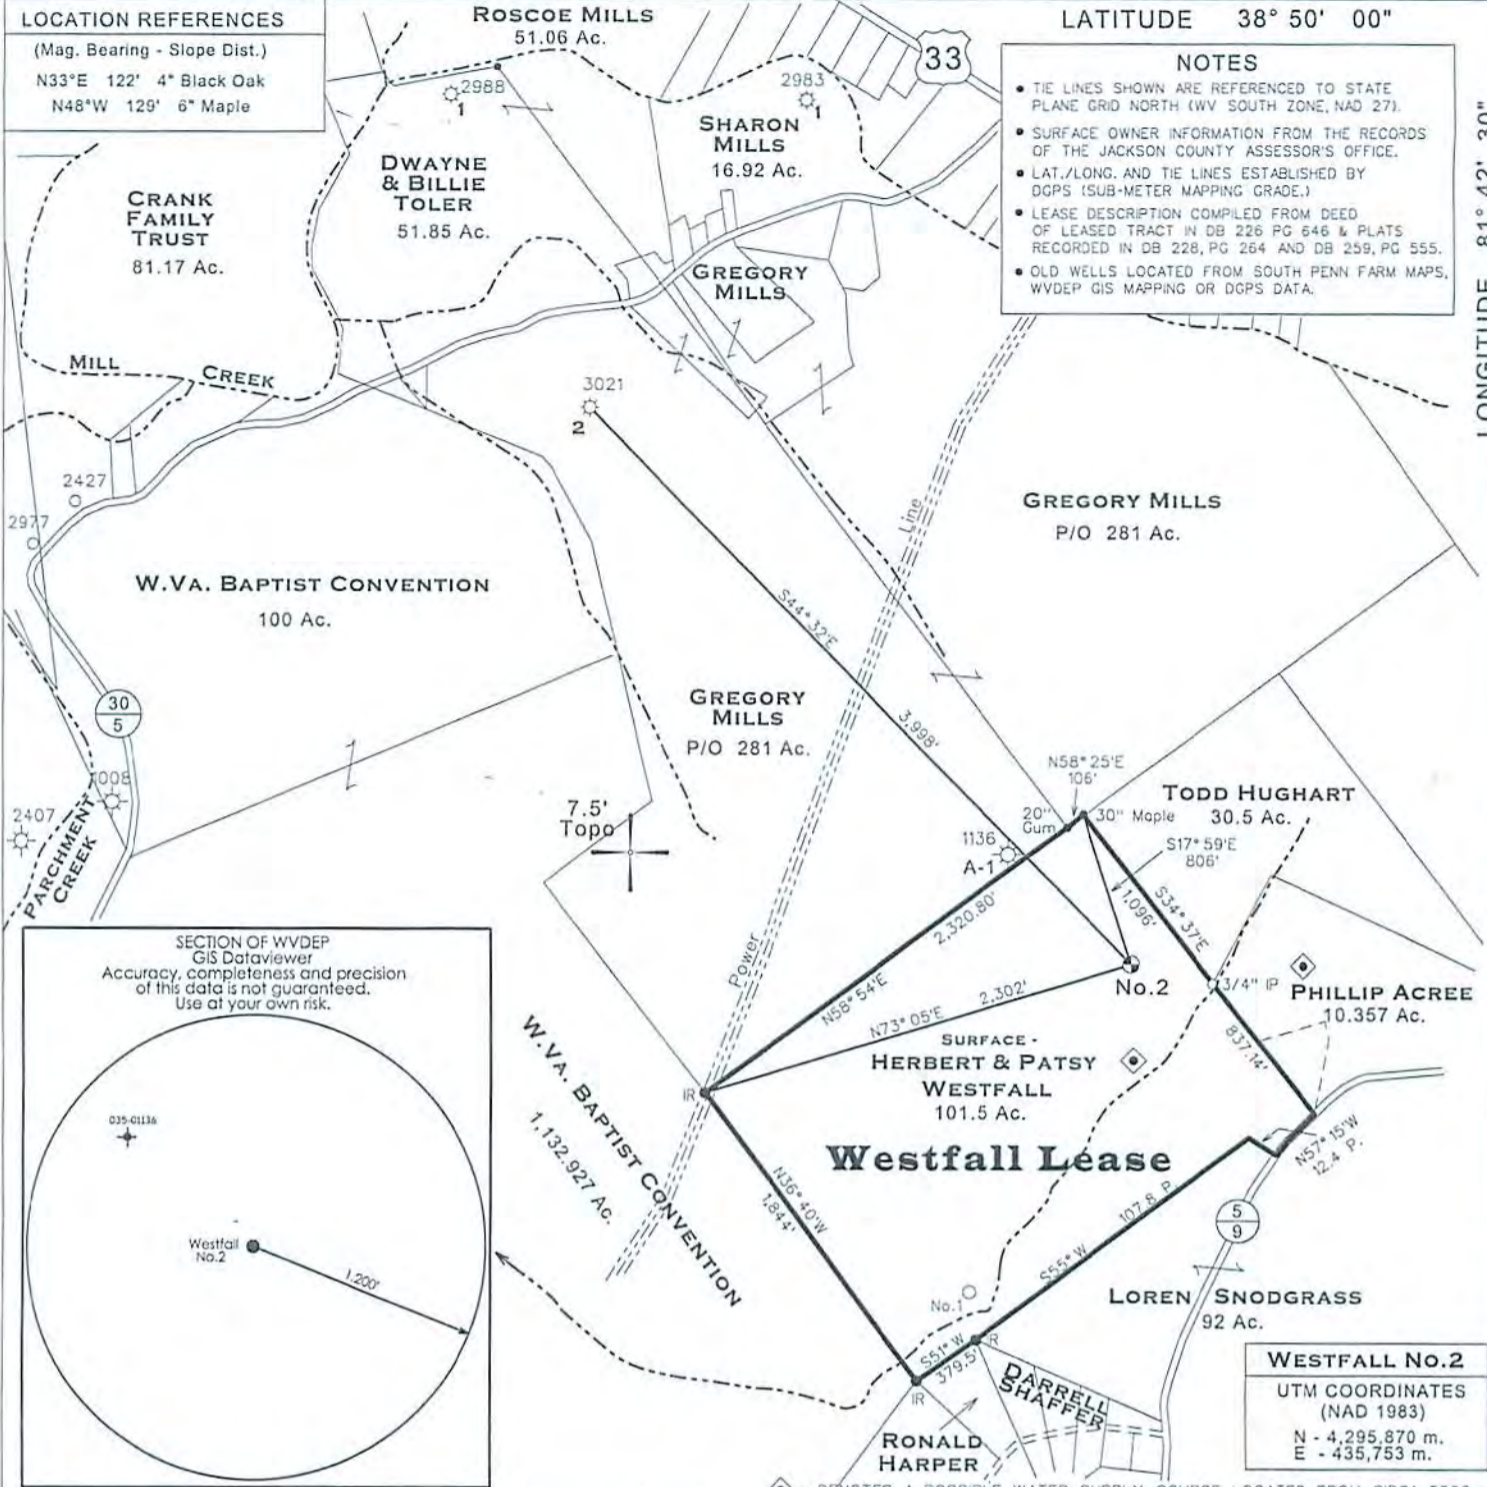 LOCATION REFERENCES
(Mag. Bearing - Slope Dist.)
N33°E 122' 4" Black Oak
N48°W 129' 6" Maple
ROSCOE MILLS
51.06 Ac.
33
LATITUDE 38° 50' 00"
LONGITUDE 81° 42' 30"
NOTES
• TIE LINES SHOWN ARE REFERENCED TO STATE
PLANE GRID NORTH (WV SOUTH ZONE, NAD 27).
• SURFACE OWNER INFORMATION FROM THE RECORDS
OF THE JACKSON COUNTY ASSESSOR'S OFFICE.
• LAT./LONG. AND TIE LINES ESTABLISHED BY
DGPS (SUB-METER MAPPING GRADE.)
• LEASE DESCRIPTION COMPILED FROM DEED
OF LEASED TRACT IN DB 226 PG 646 & PLATS
RECORDED IN DB 228, PG 264 AND DB 259, PG 555.
• OLD WELLS LOCATED FROM SOUTH PENN FARM MAPS,
WVDEP GIS MAPPING OR DGPS DATA.
2988
1
2983
1
SHARON
MILLS
16.92 Ac.
DWAYNE
& BILLIE
TOLER
51.85 Ac.
CRANK
FAMILY
TRUST
81.17 Ac.
GREGORY
MILLS
MILL CREEK
3021
2
2427
2977
GREGORY MILLS
P/O 281 Ac.
Line
W.VA. BAPTIST CONVENTION
100 Ac.
S44°32'E
3,998'
30
5
GREGORY
MILLS
P/O 281 Ac.
1008
2407
PARCHMENT
CREEK
7.5'
Topo
N58°25'E
106'
20"
Gum
30" Maple
TODD HUGHART
30.5 Ac.
1136
A-1
S17°59'E
806'
1,096'
S34°37'E
2,320.80'
N58°54'E
Power
No.2
3/4" IP
PHILLIP ACREE
10.357 Ac.
N73°05'E 2,302'
837.14'
SURFACE -
HERBERT & PATSY
WESTFALL
101.5 Ac.
Westfall Lease
IR
SECTION OF WVDEP
GIS Dataviewer
Accuracy, completeness and precision
of this data is not guaranteed.
Use at your own risk.
035-01136
Westfall
No.2
1,200'
W.VA. BAPTIST CONVENTION
1,132.927 Ac.
N36°40'W
1,844'
N57°15'W
12.4 P.
107.8 P.
S55°W
5
9
No.1
LOREN SNODGRASS
92 Ac.
S51°W
379.5'
IR
IR
DARRELL
SHAFFER
RONALD
HARPER
WESTFALL No.2
UTM COORDINATES
(NAD 1983)
N - 4,295,870 m.
E - 435,753 m.